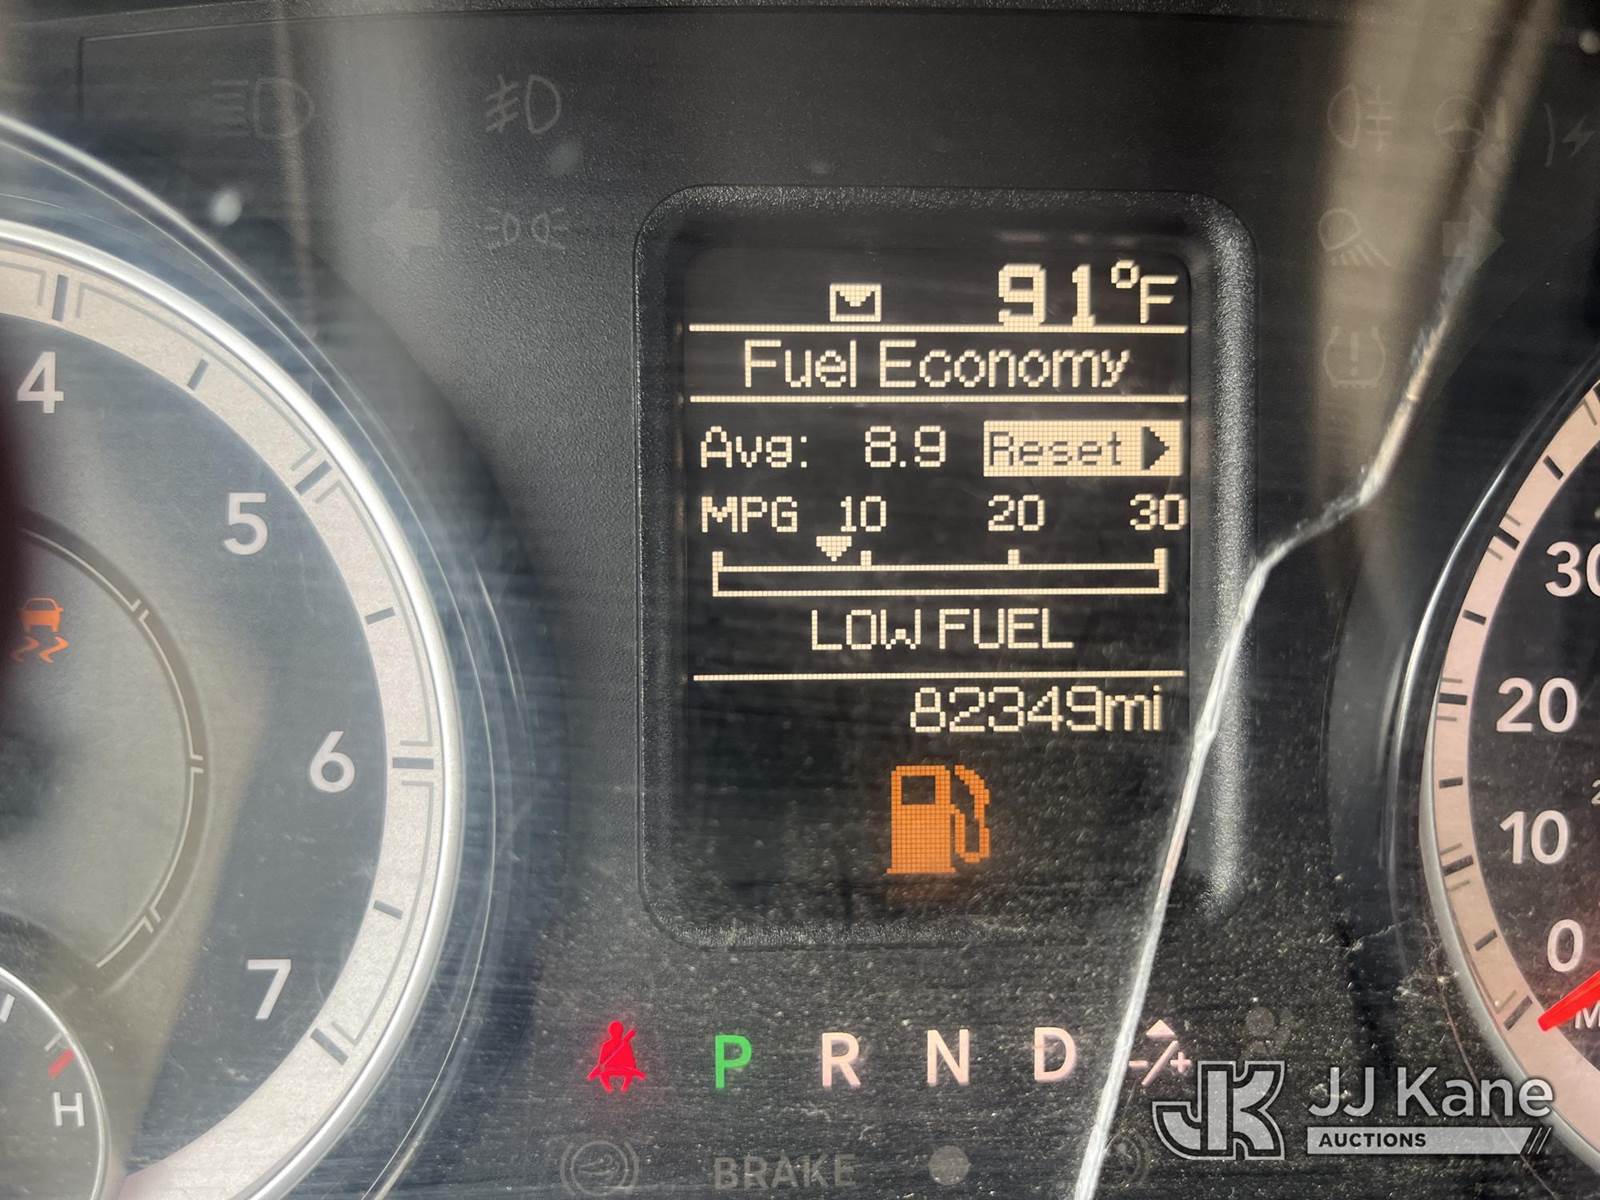 91°F
Fuel Economy
Avg: 8.9 Reset
MPG 10 20 30
LOW FUEL
82349mi
4
5
6
7
H
30
20
10
0
P R N D -/+
BRAKE
JK JJ Kane
AUCTIONS